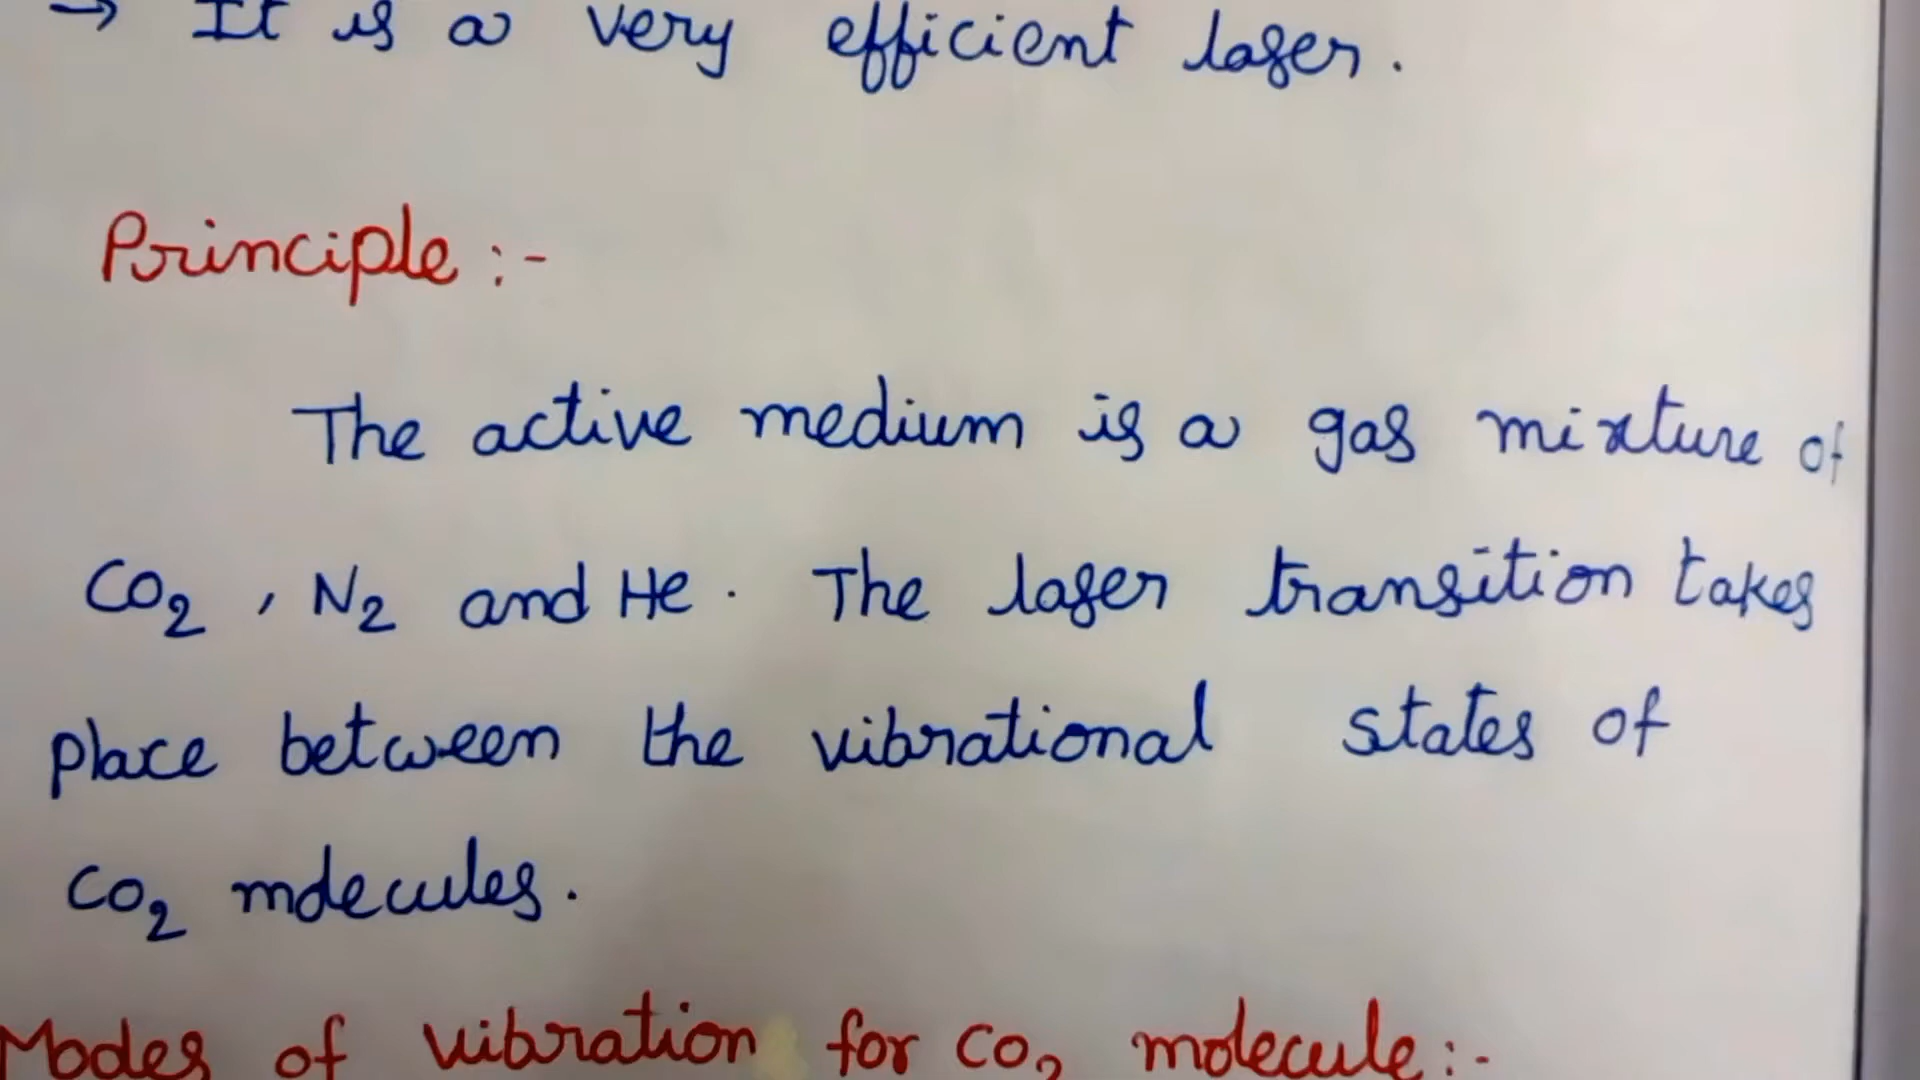 → It is a very efficient laser.
Principle :-
The active medium is a gas mixture of
CO₂, N₂ and He. The laser transition takes
place between the vibrational states of
CO₂ molecules.
Modes of vibration for CO₂ molecule:-